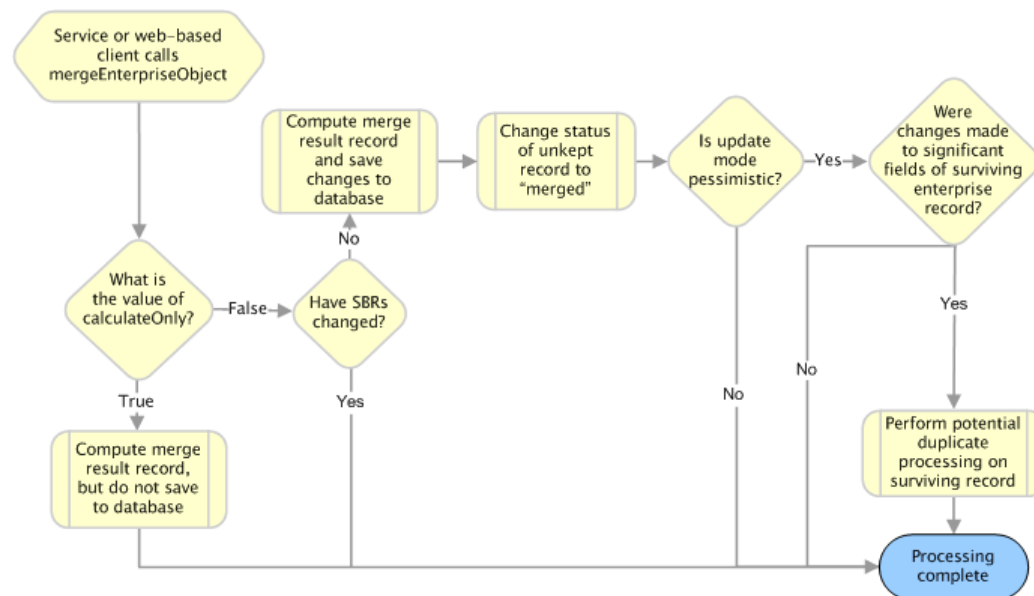 Service or web-based
client calls
mergeEnterpriseObject
Compute merge
result record
and save
changes to
database
Change status
of unkept
record to
“merged”
Is update
mode
pessimistic?
Yes
Were
changes made
to significant
fields of surviving
enterprise
record?
No
What is
the value of
calculateOnly?
False
Have SBRs
changed?
Yes
No
No
True
Yes
Compute merge
result record,
but do not save
to database
Perform potential
duplicate
processing on
surviving record
Processing
complete